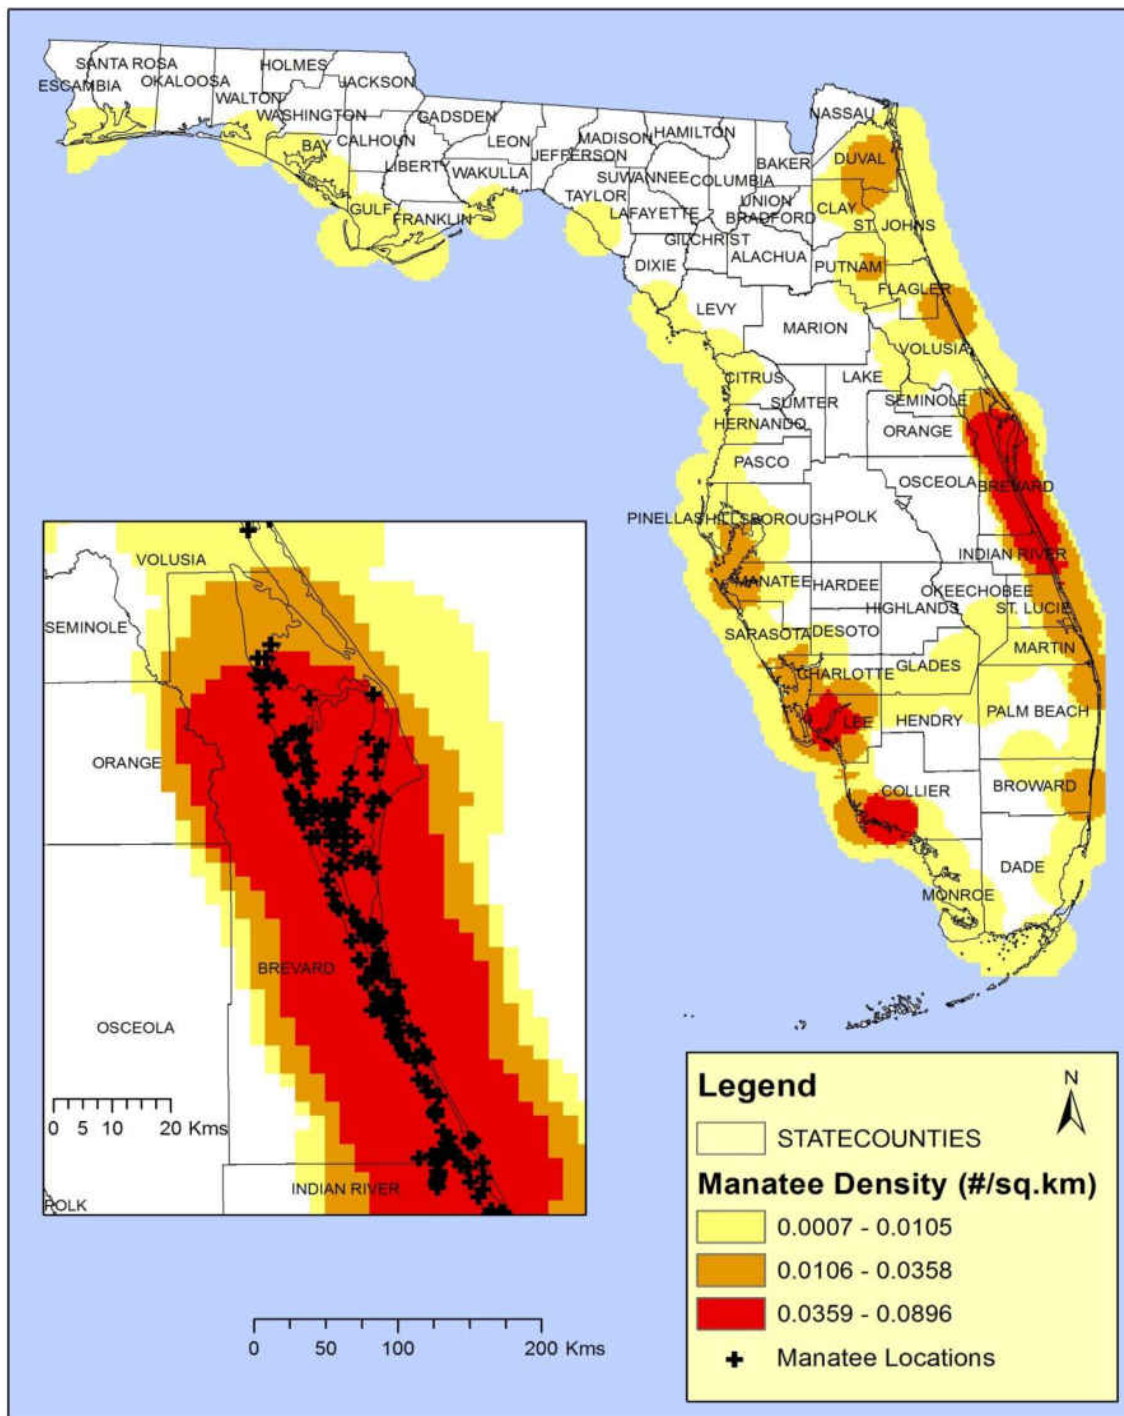 SANTA ROSA
HOLMES
ESCAMBIA
OKALOOSA
JACKSON
WALTON
WASHINGTON
GADSDEN
NASSAU
BAY
CALHOUN
LEON
MADISON
HAMILTON
JEFFERSON
LIBERTY
WAKULLA
SUWANNEE
COLUMBIA
BAKER
DUVAL
TAYLOR
UNION
LAFAYETTE
BRADFORD
CLAY
GULF
FRANKLIN
ST. JOHNS
GILCHRIST
ALACHUA
DIXIE
PUTNAM
FLAGLER
LEVY
MARION
VOLUSIA
CITRUS
LAKE
SUMTER
SEMINOLE
HERNANDO
ORANGE
PASCO
OSCEOLA
BREVARD
PINELLAS
HILLSBOROUGH
POLK
INDIAN RIVER
MANATEE
HARDEE
OKEECHOBEE
HIGHLANDS
ST. LUCIE
SARASOTA
DESOTO
MARTIN
CHARLOTTE
GLADES
LEE
HENDRY
PALM BEACH
COLLIER
BROWARD
DADE
MONROE
VOLUSIA
SEMINOLE
ORANGE
BREVARD
OSCEOLA
0 5 10 20 Kms
INDIAN RIVER
POLK
0 50 100 200 Kms
Legend
N
STATECOUNTIES
Manatee Density (#/sq.km)
0.0007 - 0.0105
0.0106 - 0.0358
0.0359 - 0.0896
Manatee Locations